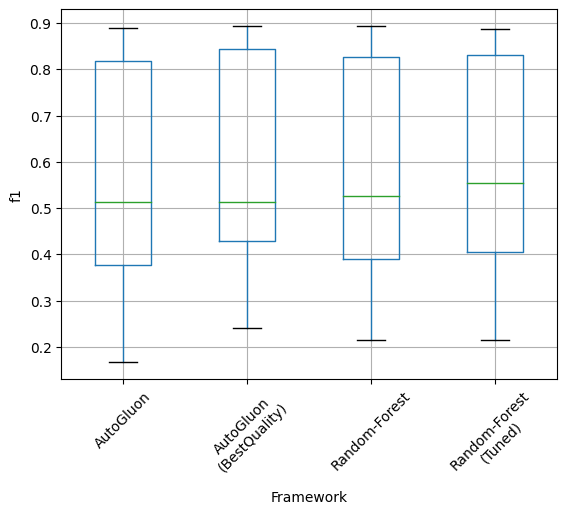 0.9
0.8
0.7
0.6
0.5
0.4
0.3
0.2
f1
AutoGluon
AutoGluon
(BestQuality)
Random-Forest
Random-Forest
(Tuned)
Framework